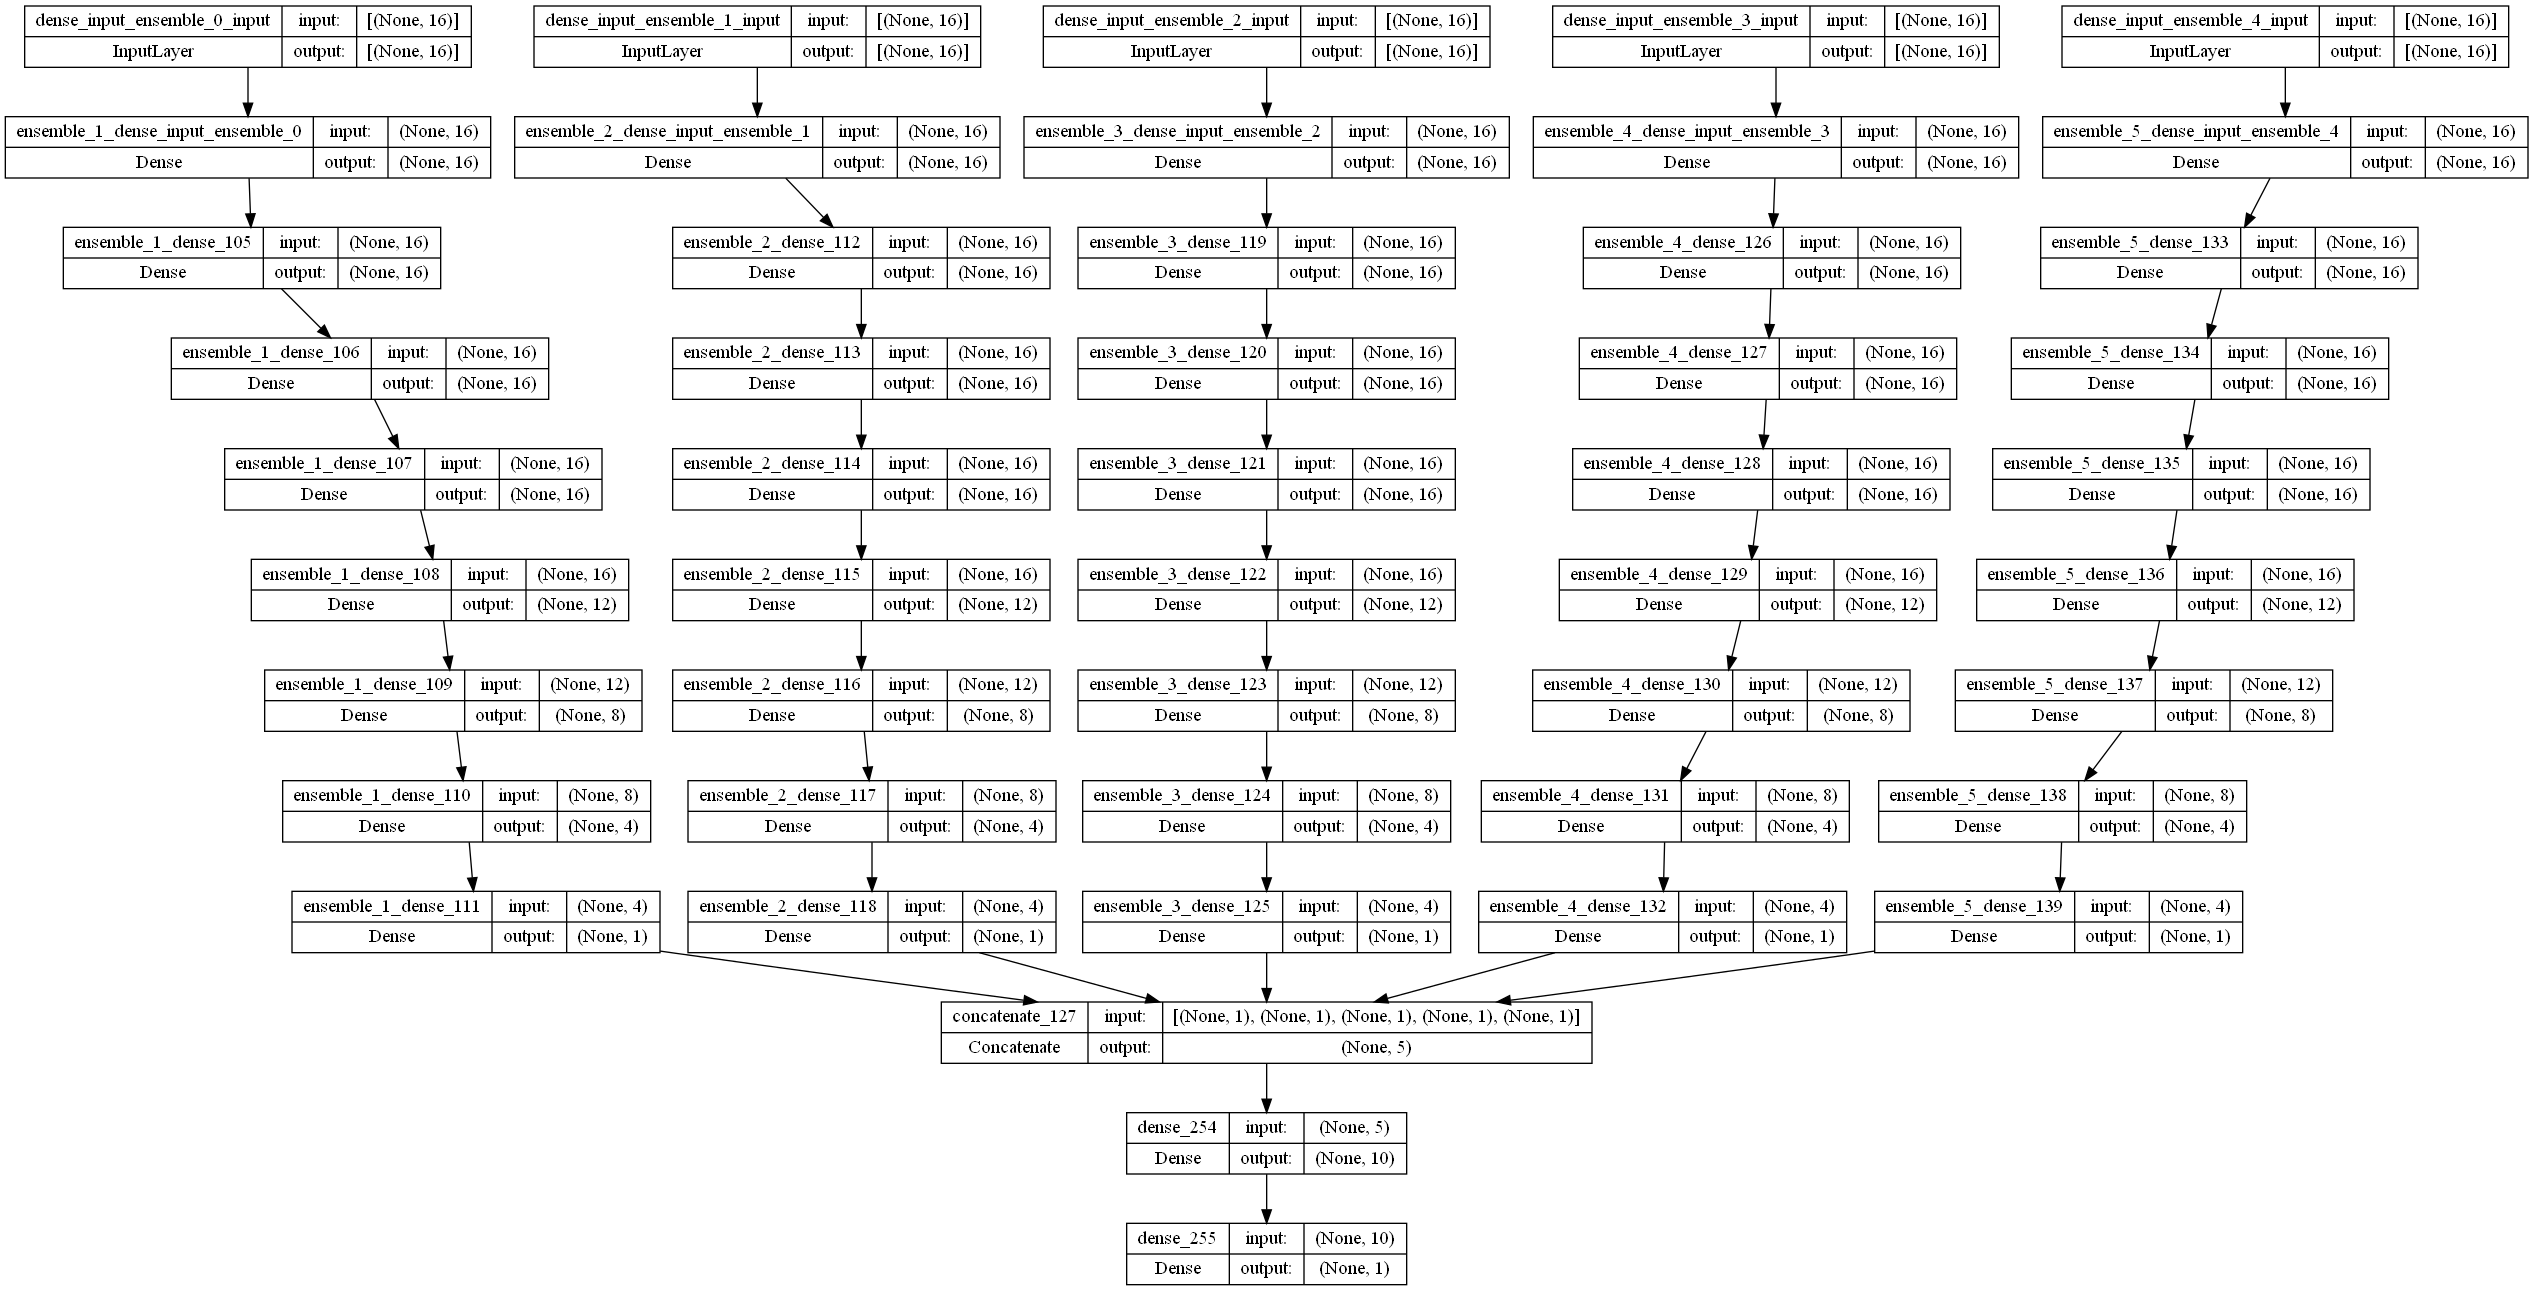 dense_input_ensemble_0_input input: [(None, 16)] dense_input_ensemble_1_input input: [(None, 16)] dense_input_ensemble_2_input input: [(None, 16)] dense_input_ensemble_3_input input: [(None, 16)] dense_input_ensemble_4_input input: [(None, 16)]
InputLayer output: [(None, 16)] InputLayer output: [(None, 16)] InputLayer output: [(None, 16)] InputLayer output: [(None, 16)] InputLayer output: [(None, 16)]
ensemble_1_dense_input_ensemble_0 input: (None, 16) ensemble_2_dense_input_ensemble_1 input: (None, 16) ensemble_3_dense_input_ensemble_2 input: (None, 16) ensemble_4_dense_input_ensemble_3 input: (None, 16) ensemble_5_dense_input_ensemble_4 input: (None, 16)
Dense output: (None, 16) Dense output: (None, 16) Dense output: (None, 16) Dense output: (None, 16) Dense output: (None, 16)
ensemble_1_dense_105 input: (None, 16) ensemble_2_dense_112 input: (None, 16) ensemble_3_dense_119 input: (None, 16) ensemble_4_dense_126 input: (None, 16) ensemble_5_dense_133 input: (None, 16)
Dense output: (None, 16) Dense output: (None, 16) Dense output: (None, 16) Dense output: (None, 16) Dense output: (None, 16)
ensemble_1_dense_106 input: (None, 16) ensemble_2_dense_113 input: (None, 16) ensemble_3_dense_120 input: (None, 16) ensemble_4_dense_127 input: (None, 16) ensemble_5_dense_134 input: (None, 16)
Dense output: (None, 16) Dense output: (None, 16) Dense output: (None, 16) Dense output: (None, 16) Dense output: (None, 16)
ensemble_1_dense_107 input: (None, 16) ensemble_2_dense_114 input: (None, 16) ensemble_3_dense_121 input: (None, 16) ensemble_4_dense_128 input: (None, 16) ensemble_5_dense_135 input: (None, 16)
Dense output: (None, 16) Dense output: (None, 16) Dense output: (None, 16) Dense output: (None, 16) Dense output: (None, 16)
ensemble_1_dense_108 input: (None, 16) ensemble_2_dense_115 input: (None, 16) ensemble_3_dense_122 input: (None, 16) ensemble_4_dense_129 input: (None, 16) ensemble_5_dense_136 input: (None, 16)
Dense output: (None, 12) Dense output: (None, 12) Dense output: (None, 12) Dense output: (None, 12) Dense output: (None, 12)
ensemble_1_dense_109 input: (None, 12) ensemble_2_dense_116 input: (None, 12) ensemble_3_dense_123 input: (None, 12) ensemble_4_dense_130 input: (None, 12) ensemble_5_dense_137 input: (None, 12)
Dense output: (None, 8) Dense output: (None, 8) Dense output: (None, 8) Dense output: (None, 8) Dense output: (None, 8)
ensemble_1_dense_110 input: (None, 8) ensemble_2_dense_117 input: (None, 8) ensemble_3_dense_124 input: (None, 8) ensemble_4_dense_131 input: (None, 8) ensemble_5_dense_138 input: (None, 8)
Dense output: (None, 4) Dense output: (None, 4) Dense output: (None, 4) Dense output: (None, 4) Dense output: (None, 4)
ensemble_1_dense_111 input: (None, 4) ensemble_2_dense_118 input: (None, 4) ensemble_3_dense_125 input: (None, 4) ensemble_4_dense_132 input: (None, 4) ensemble_5_dense_139 input: (None, 4)
Dense output: (None, 1) Dense output: (None, 1) Dense output: (None, 1) Dense output: (None, 1) Dense output: (None, 1)
concatenate_127 input: [(None, 1), (None, 1), (None, 1), (None, 1), (None, 1)]
Concatenate output: (None, 5)
dense_254 input: (None, 5)
Dense output: (None, 10)
dense_255 input: (None, 10)
Dense output: (None, 1)